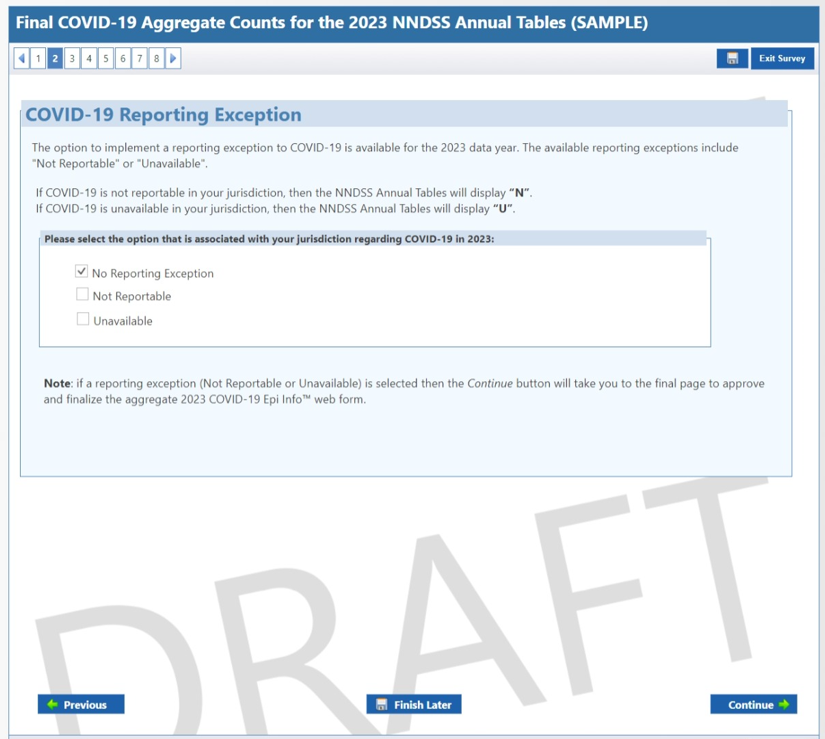 Final COVID-19 Aggregate Counts for the 2023 NNDSS Annual Tables (SAMPLE)
1 2 3 4 5 6 7 8
Exit Survey
COVID-19 Reporting Exception
The option to implement a reporting exception to COVID-19 is available for the 2023 data year. The available reporting exceptions include
"Not Reportable" or "Unavailable".
If COVID-19 is not reportable in your jurisdiction, then the NNDSS Annual Tables will display "N".
If COVID-19 is unavailable in your jurisdiction, then the NNDSS Annual Tables will display "U".
Please select the option that is associated with your jurisdiction regarding COVID-19 in 2023:
No Reporting Exception
Not Reportable
Unavailable
Note: if a reporting exception (Not Reportable or Unavailable) is selected then the Continue button will take you to the final page to approve
and finalize the aggregate 2023 COVID-19 Epi Info™ web form.
DRAFT
Previous
Finish Later
Continue